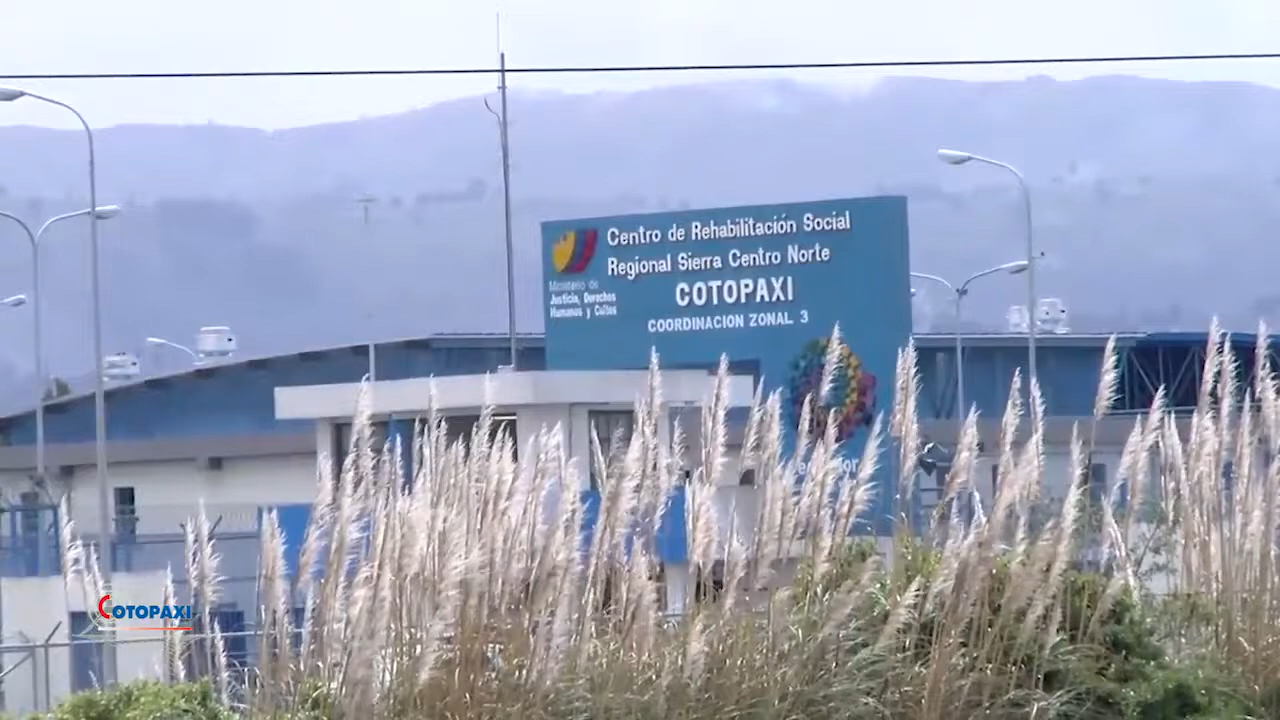 Centro de Rehabilitación Social
Regional Sierra Centro Norte
COTOPAXI
COORDINACION ZONAL 3
Ministerio de
Justicia, Derechos
Humanos y Cultos
COTOPAXI